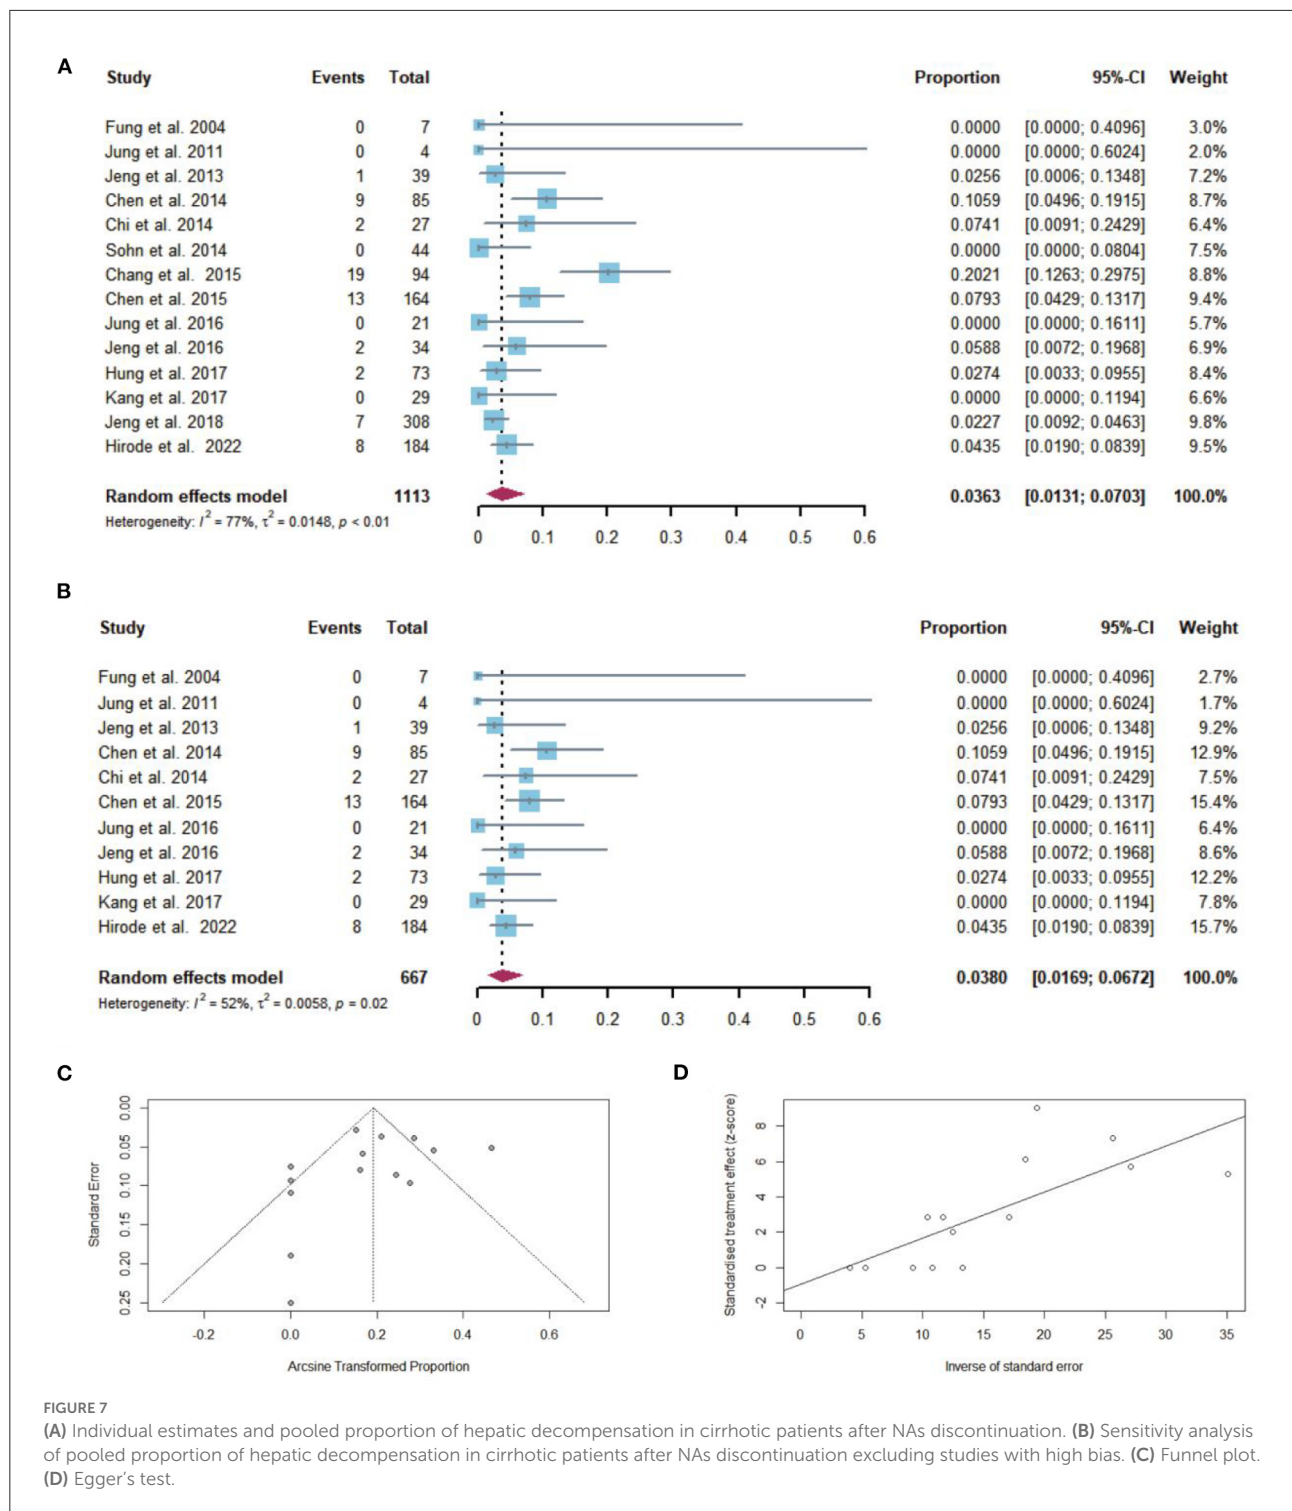 A
Study Events Total Proportion 95%-CI Weight
Fung et al. 2004 0 7 0.0000 [0.0000; 0.4096] 3.0%
Jung et al. 2011 0 4 0.0000 [0.0000; 0.6024] 2.0%
Jeng et al. 2013 1 39 0.0256 [0.0006; 0.1348] 7.2%
Chen et al. 2014 9 85 0.1059 [0.0496; 0.1915] 8.7%
Chi et al. 2014 2 27 0.0741 [0.0091; 0.2429] 6.4%
Sohn et al. 2014 0 44 0.0000 [0.0000; 0.0804] 7.5%
Chang et al. 2015 19 94 0.2021 [0.1263; 0.2975] 8.8%
Chen et al. 2015 13 164 0.0793 [0.0429; 0.1317] 9.4%
Jung et al. 2016 0 21 0.0000 [0.0000; 0.1611] 5.7%
Jeng et al. 2016 2 34 0.0588 [0.0072; 0.1968] 6.9%
Hung et al. 2017 2 73 0.0274 [0.0033; 0.0955] 8.4%
Kang et al. 2017 0 29 0.0000 [0.0000; 0.1194] 6.6%
Jeng et al. 2018 7 308 0.0227 [0.0092; 0.0463] 9.8%
Hirode et al. 2022 8 184 0.0435 [0.0190; 0.0839] 9.5%
Random effects model 1113 0.0363 [0.0131; 0.0703] 100.0%
Heterogeneity: I² = 77%, τ² = 0.0148, p < 0.01
0 0.1 0.2 0.3 0.4 0.5 0.6
B
Study Events Total Proportion 95%-CI Weight
Fung et al. 2004 0 7 0.0000 [0.0000; 0.4096] 2.7%
Jung et al. 2011 0 4 0.0000 [0.0000; 0.6024] 1.7%
Jeng et al. 2013 1 39 0.0256 [0.0006; 0.1348] 9.2%
Chen et al. 2014 9 85 0.1059 [0.0496; 0.1915] 12.9%
Chi et al. 2014 2 27 0.0741 [0.0091; 0.2429] 7.5%
Chen et al. 2015 13 164 0.0793 [0.0429; 0.1317] 15.4%
Jung et al. 2016 0 21 0.0000 [0.0000; 0.1611] 6.4%
Jeng et al. 2016 2 34 0.0588 [0.0072; 0.1968] 8.6%
Hung et al. 2017 2 73 0.0274 [0.0033; 0.0955] 12.2%
Kang et al. 2017 0 29 0.0000 [0.0000; 0.1194] 7.8%
Hirode et al. 2022 8 184 0.0435 [0.0190; 0.0839] 15.7%
Random effects model 667 0.0380 [0.0169; 0.0672] 100.0%
Heterogeneity: I² = 52%, τ² = 0.0058, p = 0.02
0 0.1 0.2 0.3 0.4 0.5 0.6
C
Standard Error
0.00
0.05
0.10
0.15
0.20
0.25
-0.2 0.0 0.2 0.4 0.6
Arcsine Transformed Proportion
D
Standardised treatment effect (z-score)
8
6
4
2
0
-2
0 5 10 15 20 25 30 35
Inverse of standard error
FIGURE 7
(A) Individual estimates and pooled proportion of hepatic decompensation in cirrhotic patients after NAs discontinuation. (B) Sensitivity analysis
of pooled proportion of hepatic decompensation in cirrhotic patients after NAs discontinuation excluding studies with high bias. (C) Funnel plot.
(D) Egger's test.